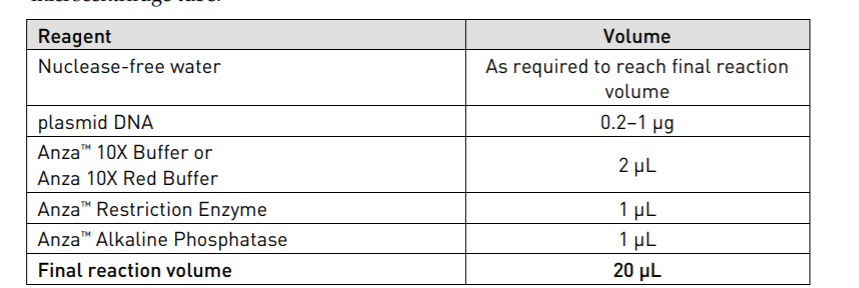 Reagent Volume
Nuclease-free water As required to reach final reaction
volume
plasmid DNA 0.2–1 µg
Anza™ 10X Buffer or
Anza 10X Red Buffer 2 µL
Anza™ Restriction Enzyme 1 µL
Anza™ Alkaline Phosphatase 1 µL
Final reaction volume 20 µL